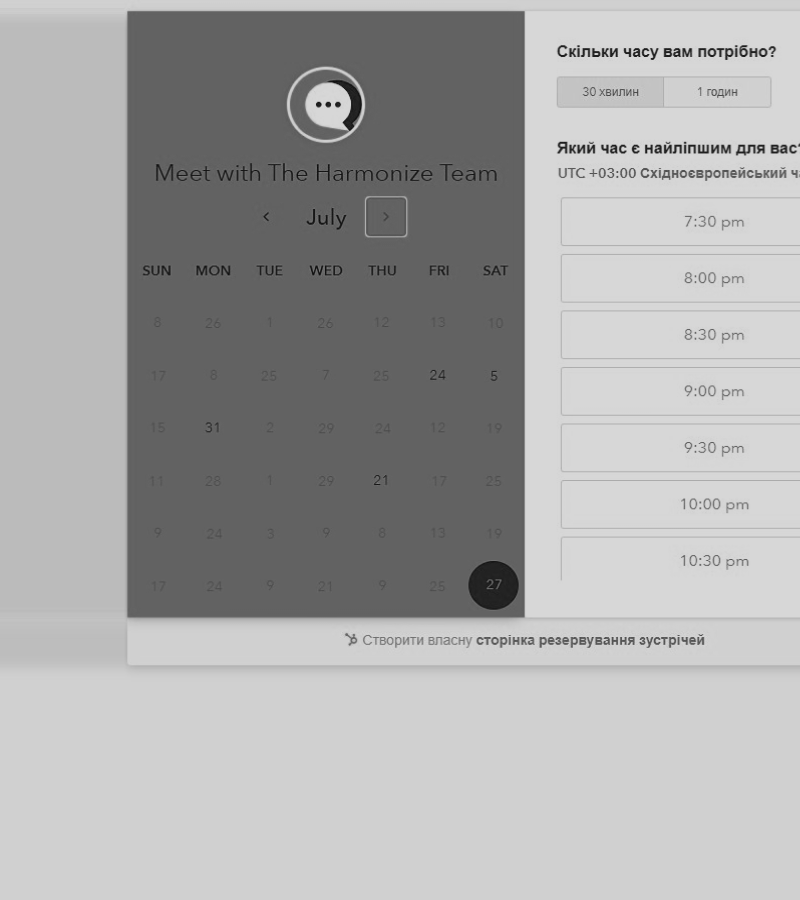 Meet with The Harmonize Team
July
SUN MON TUE WED THU FRI SAT
8 26 1 26 12 13 10
17 8 25 7 25 24 5
15 31 2 29 24 12 19
11 28 1 29 21 17 25
9 24 3 9 8 13 19
17 24 9 21 9 25 27
Скільки часу вам потрібно?
30 хвилин 1 годин
Який час є найліпшим для вас?
UTC +03:00 Східноєвропейський ча
7:30 pm
8:00 pm
8:30 pm
9:00 pm
9:30 pm
10:00 pm
10:30 pm
Створити власну сторінка резервування зустрічей